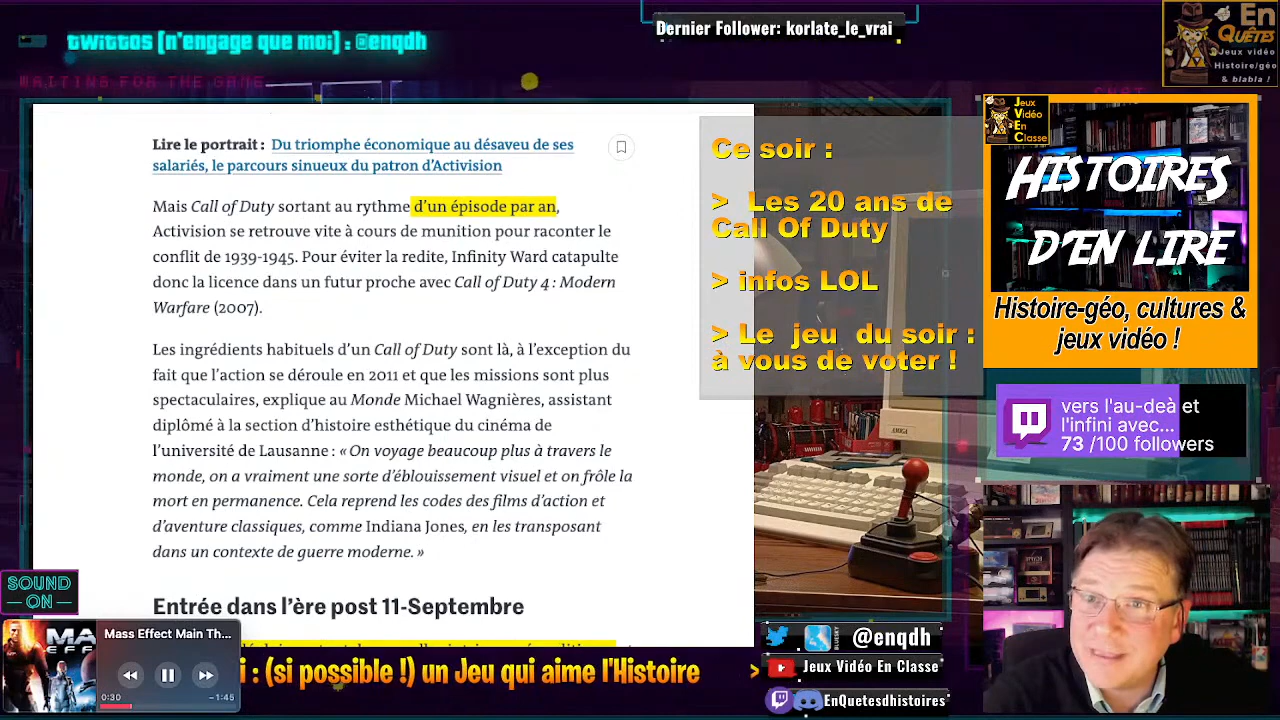 twittos (n'engage que moi) : @enqdh
Dernier Follower: korlate_le_vrai
En
Quêtes
Jeux vidéo
Histoire/géo
& blabla !
WAITING FOR THE GAME
CHAT
Lire le portrait : Du triomphe économique au désaveu de ses
salariés, le parcours sinueux du patron d'Activision
Mais Call of Duty sortant au rythme d'un épisode par an,
Activision se retrouve vite à cours de munition pour raconter le
conflit de 1939-1945. Pour éviter la redite, Infinity Ward catapulte
donc la licence dans un futur proche avec Call of Duty 4 : Modern
Warfare (2007).
Les ingrédients habituels d'un Call of Duty sont là, à l'exception du
fait que l'action se déroule en 2011 et que les missions sont plus
spectaculaires, explique au Monde Michael Wagnières, assistant
diplômé à la section d'histoire esthétique du cinéma de
l'université de Lausanne : « On voyage beaucoup plus à travers le
monde, on a vraiment une sorte d'éblouissement visuel et on frôle la
mort en permanence. Cela reprend les codes des films d'action et
d'aventure classiques, comme Indiana Jones, en les transposant
dans un contexte de guerre moderne. »
Entrée dans l'ère post 11-Septembre
Ce soir :
> Les 20 ans de
Call Of Duty
> infos LOL
> Le jeu du soir :
à vous de voter !
AMIGA
Jeux
Vidéo
En
Classe
HISTOIRES
D'EN LIRE
Histoire-géo, cultures &
jeux vidéo !
vers l'au-deà et
l'infini avec...
73 /100 followers
SOUND
ON
Mass Effect Main Th...
0:30
-1:45
i : (si possible !) un Jeu qui aime l'Histoire >
BLUESKY
@enqdh
Jeux Vidéo En Classe
EnQuetesdhistoires